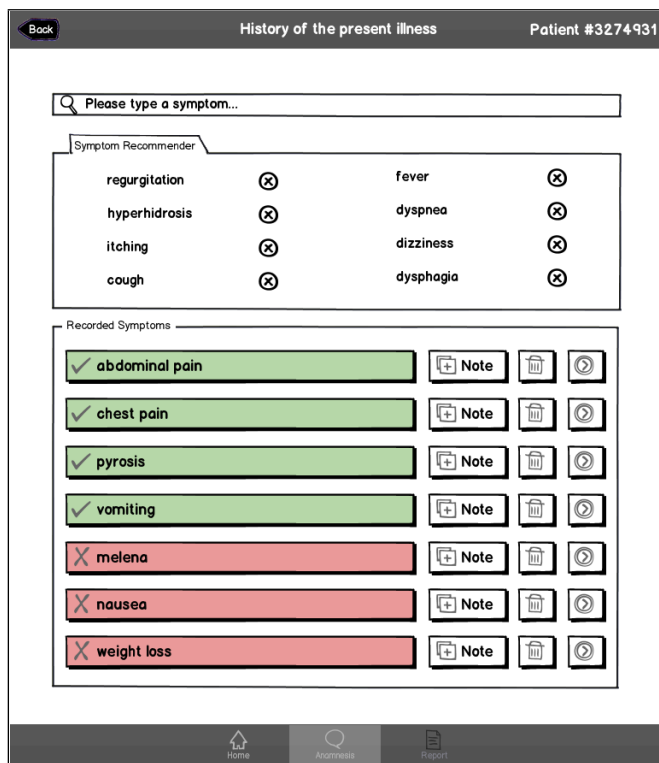 Back
History of the present illness
Patient #3274931
Please type a symptom...
Symptom Recommender
regurgitation
fever
hyperhidrosis
dyspnea
itching
dizziness
cough
dysphagia
Recorded Symptoms
abdominal pain Note
chest pain Note
pyrosis Note
vomiting Note
melena Note
nausea Note
weight loss Note
Home
Anamnesis
Report